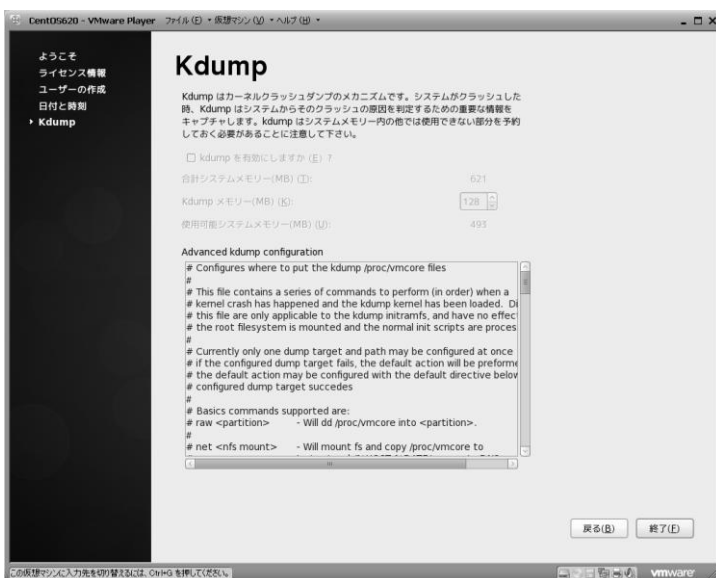 CentOS620 - VMware Player ファイル(F) ・仮想マシン(V) ・ヘルプ(H) ・
ようこそ
ライセンス情報
ユーザーの作成
日付と時刻
Kdump
Kdump
Kdump はカーネルクラッシュダンプのメカニズムです。システムがクラッシュした
時、Kdump はシステムからそのクラッシュの原因を判定するための重要な情報を
キャプチャします。kdump はシステムメモリー内の他では使用できない部分を予約
しておく必要があることに注意して下さい。
kdump を有効にしますか (E) ?
合計システムメモリー(MB) (T): 621
Kdump メモリー(MB) (K): 128
使用可能システムメモリー(MB) (U): 493
Advanced kdump configuration
# Configures where to put the kdump /proc/vmcore files
#
# This file contains a series of commands to perform (in order) when a
# kernel crash has happened and the kdump kernel has been loaded. Di
# this file are only applicable to the kdump initramfs, and have no effec
# the root filesystem is mounted and the normal init scripts are proces
#
# Currently only one dump target and path may be configured at once
# if the configured dump target fails, the default action will be preforme
# the default action may be configured with the default directive below
# configured dump target succedes
#
# Basics commands supported are:
# raw <partition> - Will dd /proc/vmcore into <partition>.
#
# net <nfs mount> - Will mount fs and copy /proc/vmcore to
戻る(B) 終了(F)
この仮想マシンに入力先を切り替えるには、Ctrl+G を押してください。
vmware